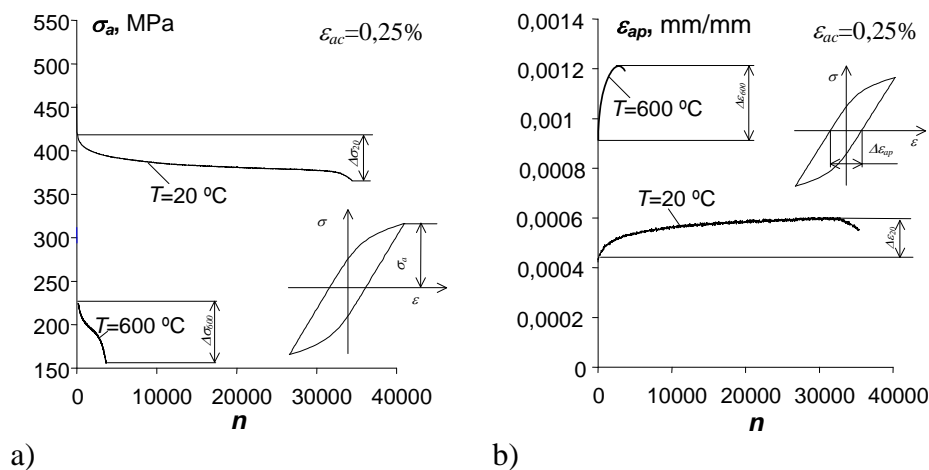 σa, MPa
εac=0,25%
550
500
450
400
350
300
250
200
150
Δσ20
T=20 ºC
σ
σa
ε
T=600 ºC
Δσ600
0
10000
20000
30000
40000
n
a)
εap, mm/mm
εac=0,25%
0,0014
0,0012
0,001
0,0008
0,0006
0,0004
0,0002
0
T=600 ºC
Δε600
σ
ε
Δεap
T=20 ºC
Δε20
0
10000
20000
30000
40000
n
b)